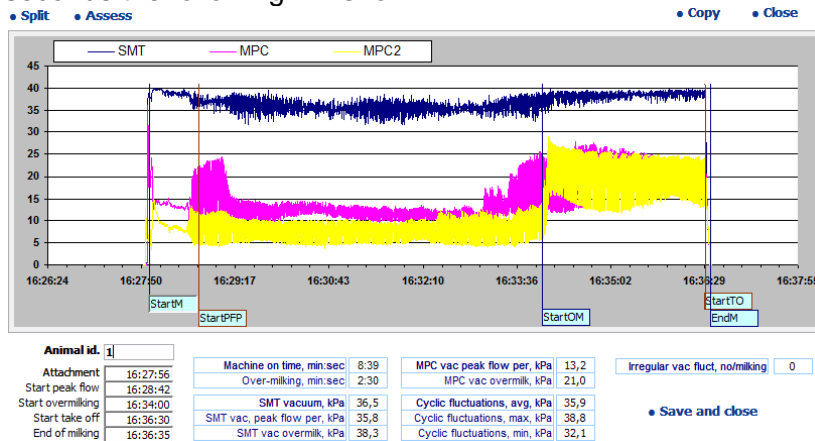 • Split • Assess • Copy • Close
SMT MPC MPC2
45
40
35
30
25
20
15
10
5
0
16:26:24 16:27:50 16:29:17 16:30:43 16:32:10 16:33:36 16:35:02 16:36:29 16:37:55
StartM
StartPFP
StartOM
StartTO
EndM
Animal id. 1
Attachment 16:27:56
Start peak flow 16:28:42
Start overmilking 16:34:00
Start take off 16:36:30
End of milking 16:36:35
Machine on time, min:sec 8:39
Over-milking, min:sec 2:30
SMT vacuum, kPa 36,5
SMT vac, peak flow per, kPa 35,8
SMT vac overmilk, kPa 38,3
MPC vac peak flow per, kPa 13,2
MPC vac overmilk, kPa 21,0
Cyclic fluctuations, avg, kPa 35,9
Cyclic fluctuations, max, kPa 38,8
Cyclic fluctuations, min, kPa 32,1
Irregular vac fluct, no/milking 0
• Save and close